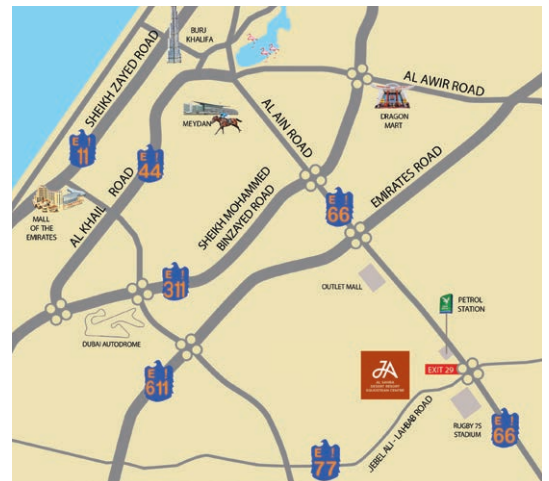 BURJ
KHALIFA
SHEIKH ZAYED ROAD
AL AWIR ROAD
DRAGON
MART
MEYDAN
AL AIN ROAD
E
11
E
44
AL KHAIL ROAD
MALL
OF THE
EMIRATES
SHEIKH MOHAMMED
BINZAYED ROAD
E
66
EMIRATES ROAD
E
311
OUTLET MALL
PETROL
STATION
DUBAI AUTODROME
E
611
JA
EXIT 29
JEBEL ALI - LAHBAB ROAD
RUGBY 7S
STADIUM
E
66
E
77